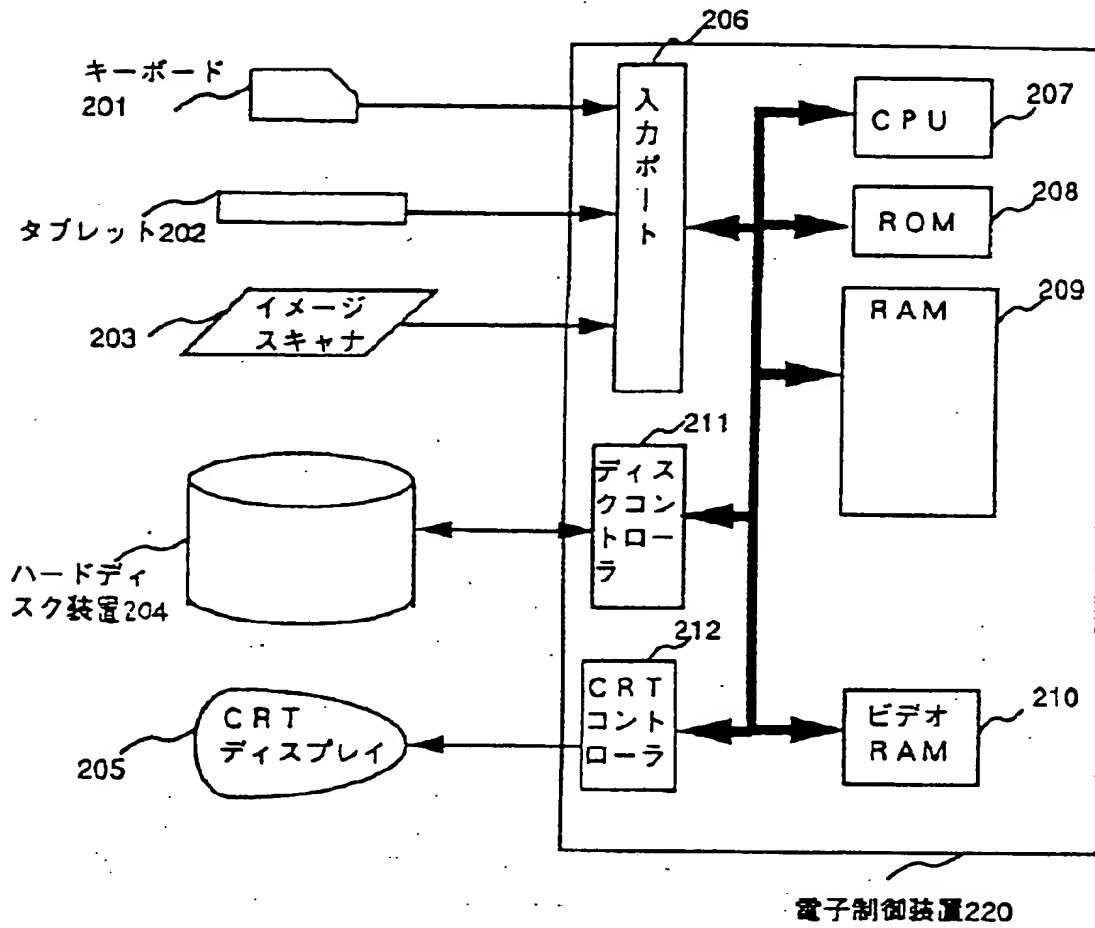 キーボード
201
タブレット202
イメージ
スキャナ
203
ハードディ
スク装置204
CRT
ディスプレイ
205
206
入力ポート
211
ディス
クコン
トロー
ラ
212
CRT
コント
ローラ
CPU
207
ROM
208
RAM
209
ビデオ
RAM
210
電子制御装置220